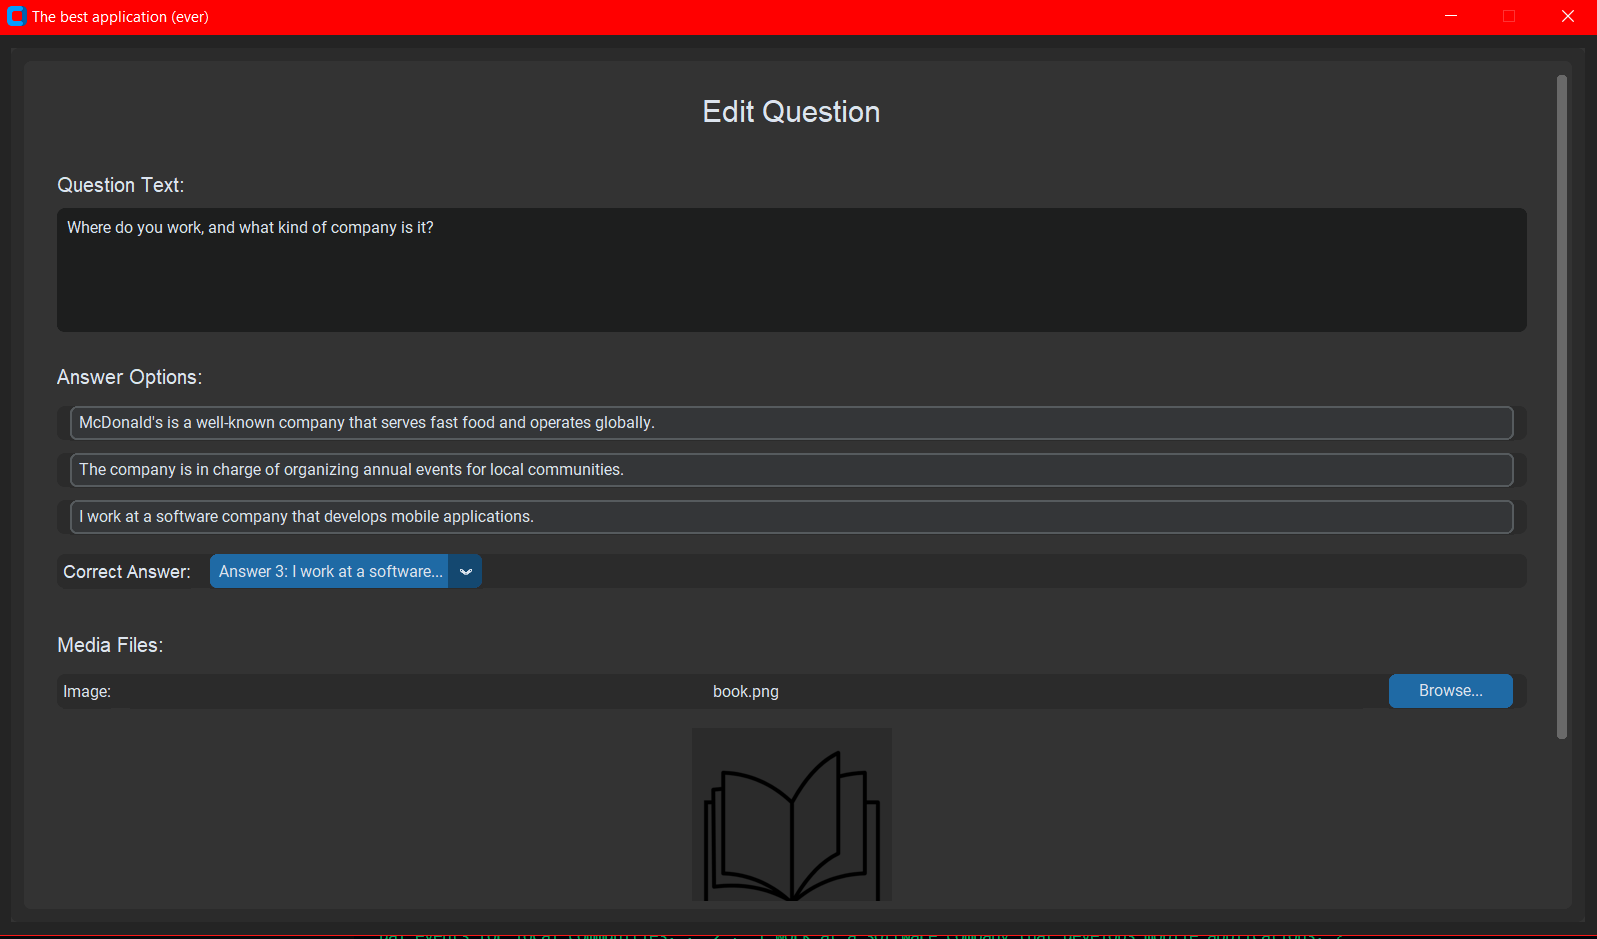 The best application (ever)
Edit Question
Question Text:
Where do you work, and what kind of company is it?
Answer Options:
McDonald's is a well-known company that serves fast food and operates globally.
The company is in charge of organizing annual events for local communities.
I work at a software company that develops mobile applications.
Correct Answer: Answer 3: I work at a software...
Media Files:
Image: book.png Browse...